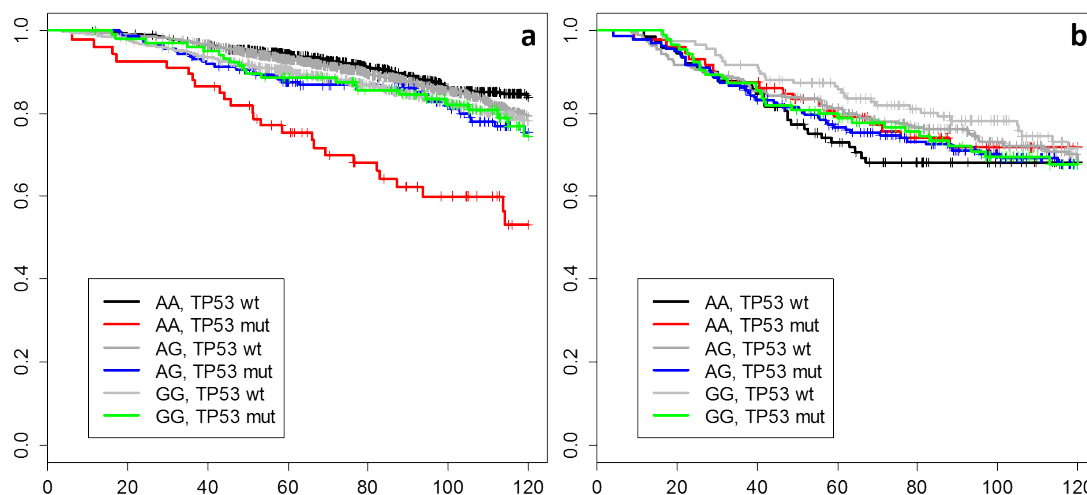 a
1.0
0.8
0.6
0.4
0.2
0.0
AA, TP53 wt
AA, TP53 mut
AG, TP53 wt
AG, TP53 mut
GG, TP53 wt
GG, TP53 mut
0 20 40 60 80 100 120
b
1.0
0.8
0.6
0.4
0.2
0.0
AA, TP53 wt
AA, TP53 mut
AG, TP53 wt
AG, TP53 mut
GG, TP53 wt
GG, TP53 mut
0 20 40 60 80 100 120